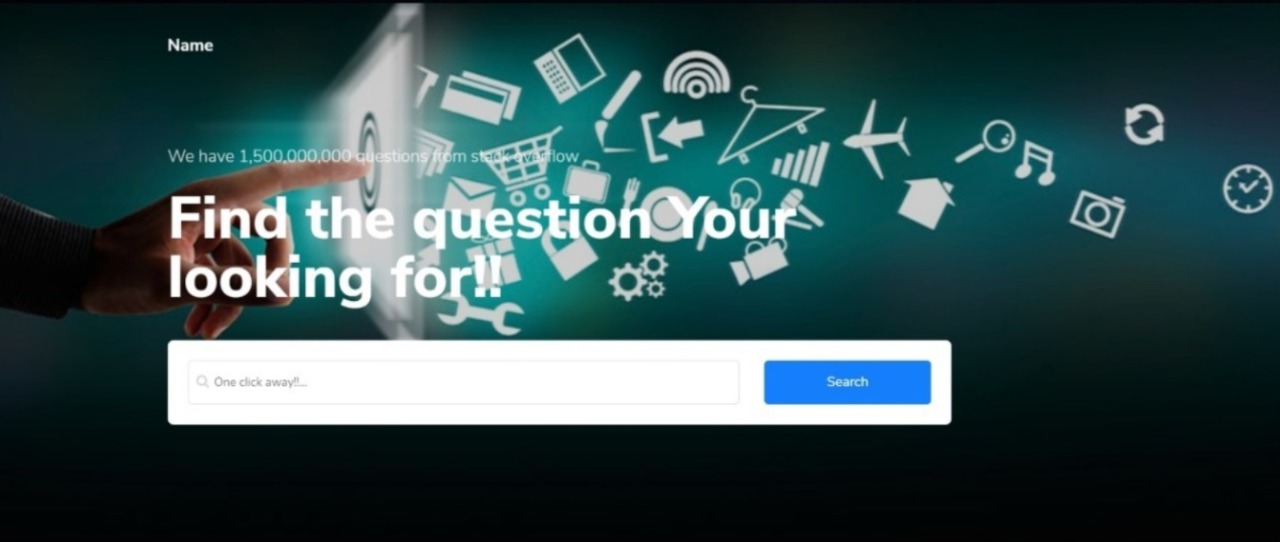 Name
We have 1,500,000,000 questions from stack overflow
Find the question Your
looking for!!
One click away!!...
Search